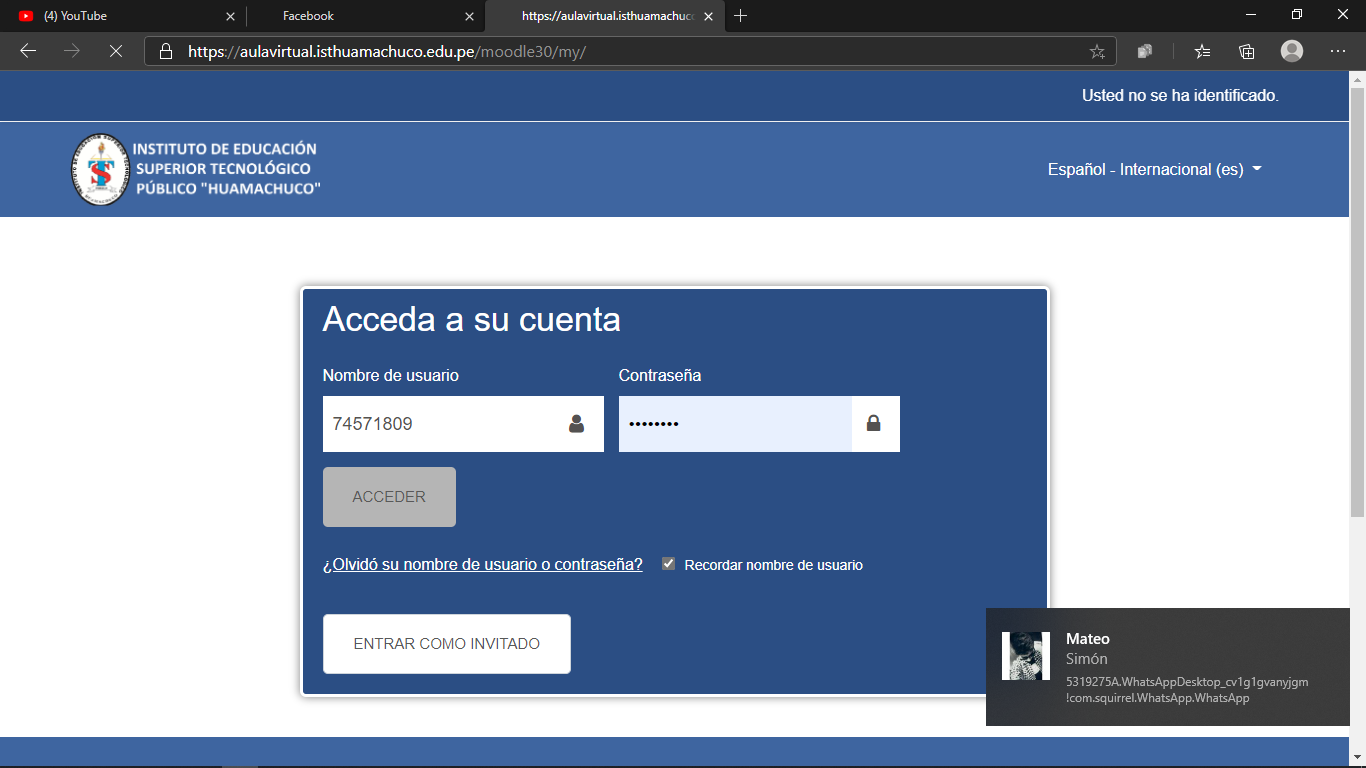 (4) YouTube
Facebook
https://aulavirtual.isthuamachuco
https://aulavirtual.isthuamachuco.edu.pe/moodle30/my/
Usted no se ha identificado.
INSTITUTO DE EDUCACIÓN
SUPERIOR TECNOLÓGICO
PÚBLICO "HUAMACHUCO"
Español - Internacional (es)
Acceda a su cuenta
Nombre de usuario
Contraseña
74571809
••••••••
ACCEDER
¿Olvidó su nombre de usuario o contraseña?
Recordar nombre de usuario
ENTRAR COMO INVITADO
Mateo
Simón
5319275A.WhatsAppDesktop_cv1g1gvanyjgm
!com.squirrel.WhatsApp.WhatsApp